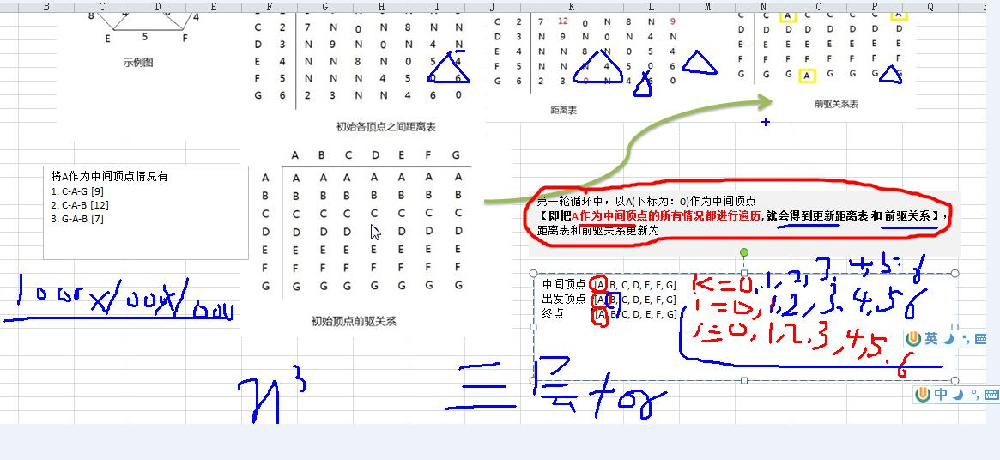 B C D E F G H I J K L M N O P Q R
8 4 4
E 5 F
示例图
C 2 7 N 0 N 8 N N
D 3 N 9 N 0 N 4 N
E 4 N N 8 N 0 5 4
F 5 N N N 4 5 0 6
G 6 2 3 N N 4 6 0
初始各顶点之间距离表
C 2 7 12 0 N 8 N 9
D 3 N 9 N 0 N 4 N
E 4 N N 8 N 0 5 4
F 5 N N N 4 5 0 6
G 6 2 3 9 N 4 6 0
距离表
C C A C C C C A
D D D D D D D D
E E E E E E E E
F F F F F F F F
G G G A G G G G
前驱关系表
将A作为中间顶点情况有
1. C-A-G [9]
2. C-A-B [12]
3. G-A-B [7]
A B C D E F G
A A A A A A A A
B B B B B B B B
C C C C C C C C
D D D D D D D D
E E E E E E E E
F F F F F F F F
G G G G G G G G
初始顶点前驱关系
第一轮循环中，以A(下标为：0)作为中间顶点
【即把A作为中间顶点的所有情况都进行遍历,就会得到更新距离表 和 前驱关系】，
距离表和前驱关系更新为
中间顶点 [A, B, C, D, E, F, G]
出发顶点 [A, B, C, D, E, F, G]
终点 [A, B, C, D, E, F, G]
k=0,1,2,3,4,5,6
i=0,1,2,3,4,5,6
j=0,1,2,3,4,5,6
1000x1000x1000
n³
三层for
英
中